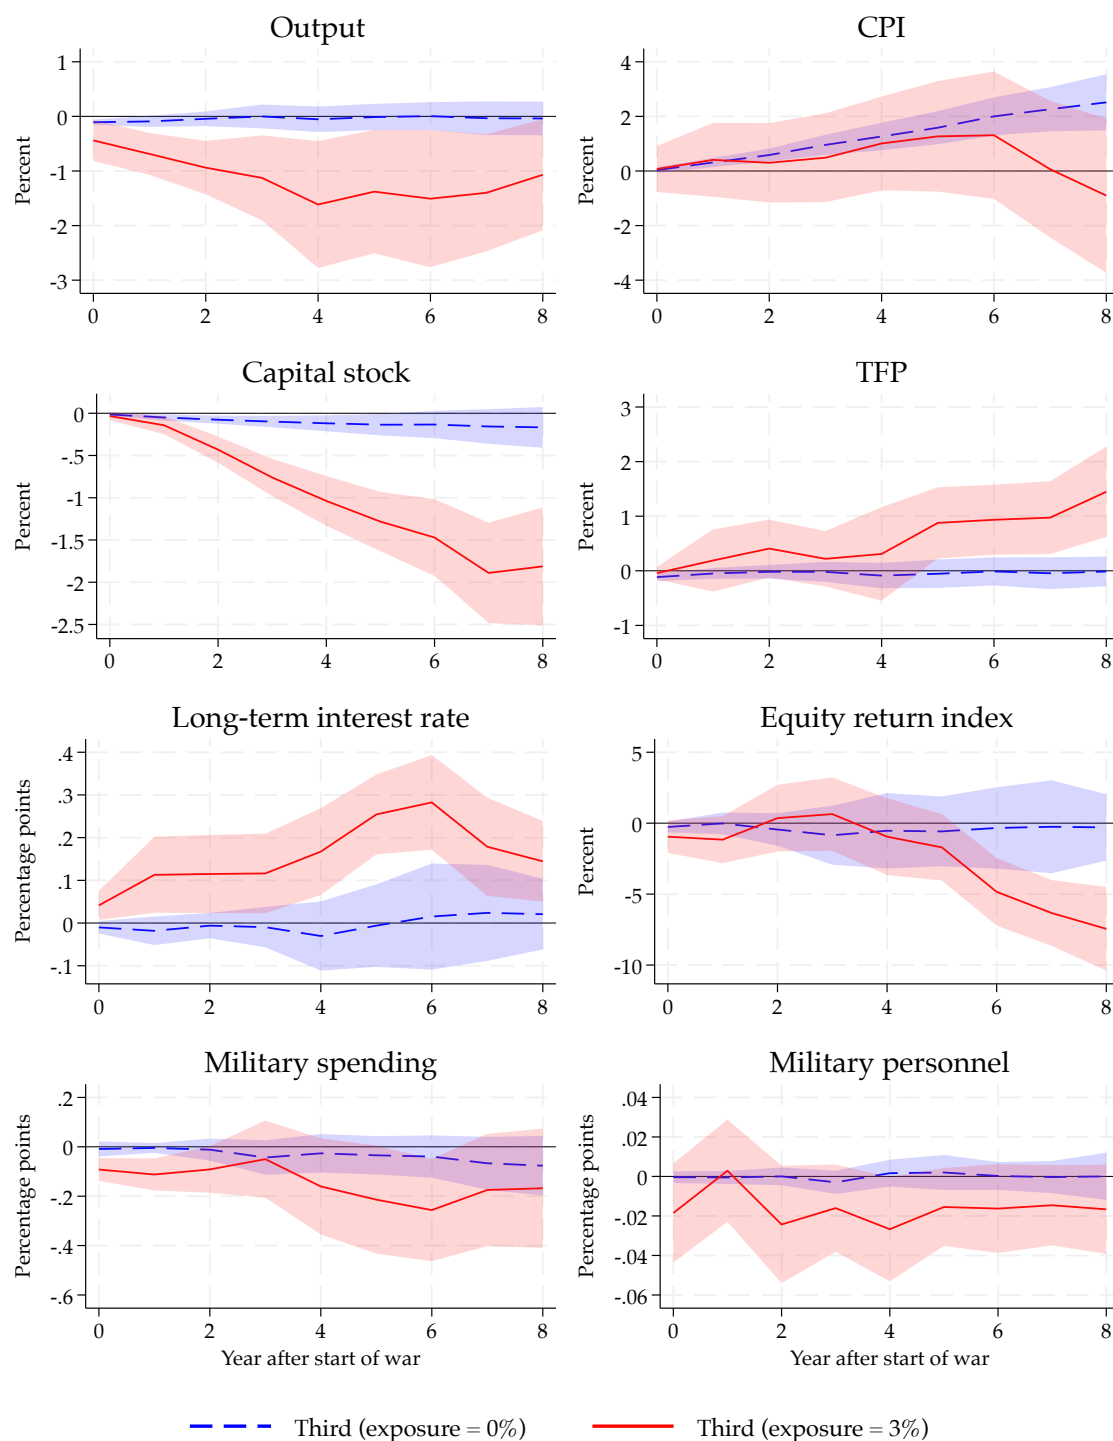 Output
Percent
1
0
-1
-2
-3
0 2 4 6 8
CPI
Percent
4
2
0
-2
-4
0 2 4 6 8
Capital stock
Percent
0
-.5
-1
-1.5
-2
-2.5
0 2 4 6 8
TFP
Percent
3
2
1
0
-1
0 2 4 6 8
Long-term interest rate
Percentage points
.4
.3
.2
.1
0
-.1
0 2 4 6 8
Equity return index
Percent
5
0
-5
-10
0 2 4 6 8
Military spending
Percentage points
.2
0
-.2
-.4
-.6
0 2 4 6 8
Year after start of war
Military personnel
Percentage points
.04
.02
0
-.02
-.04
-.06
0 2 4 6 8
Year after start of war
Third (exposure = 0%)
Third (exposure = 3%)